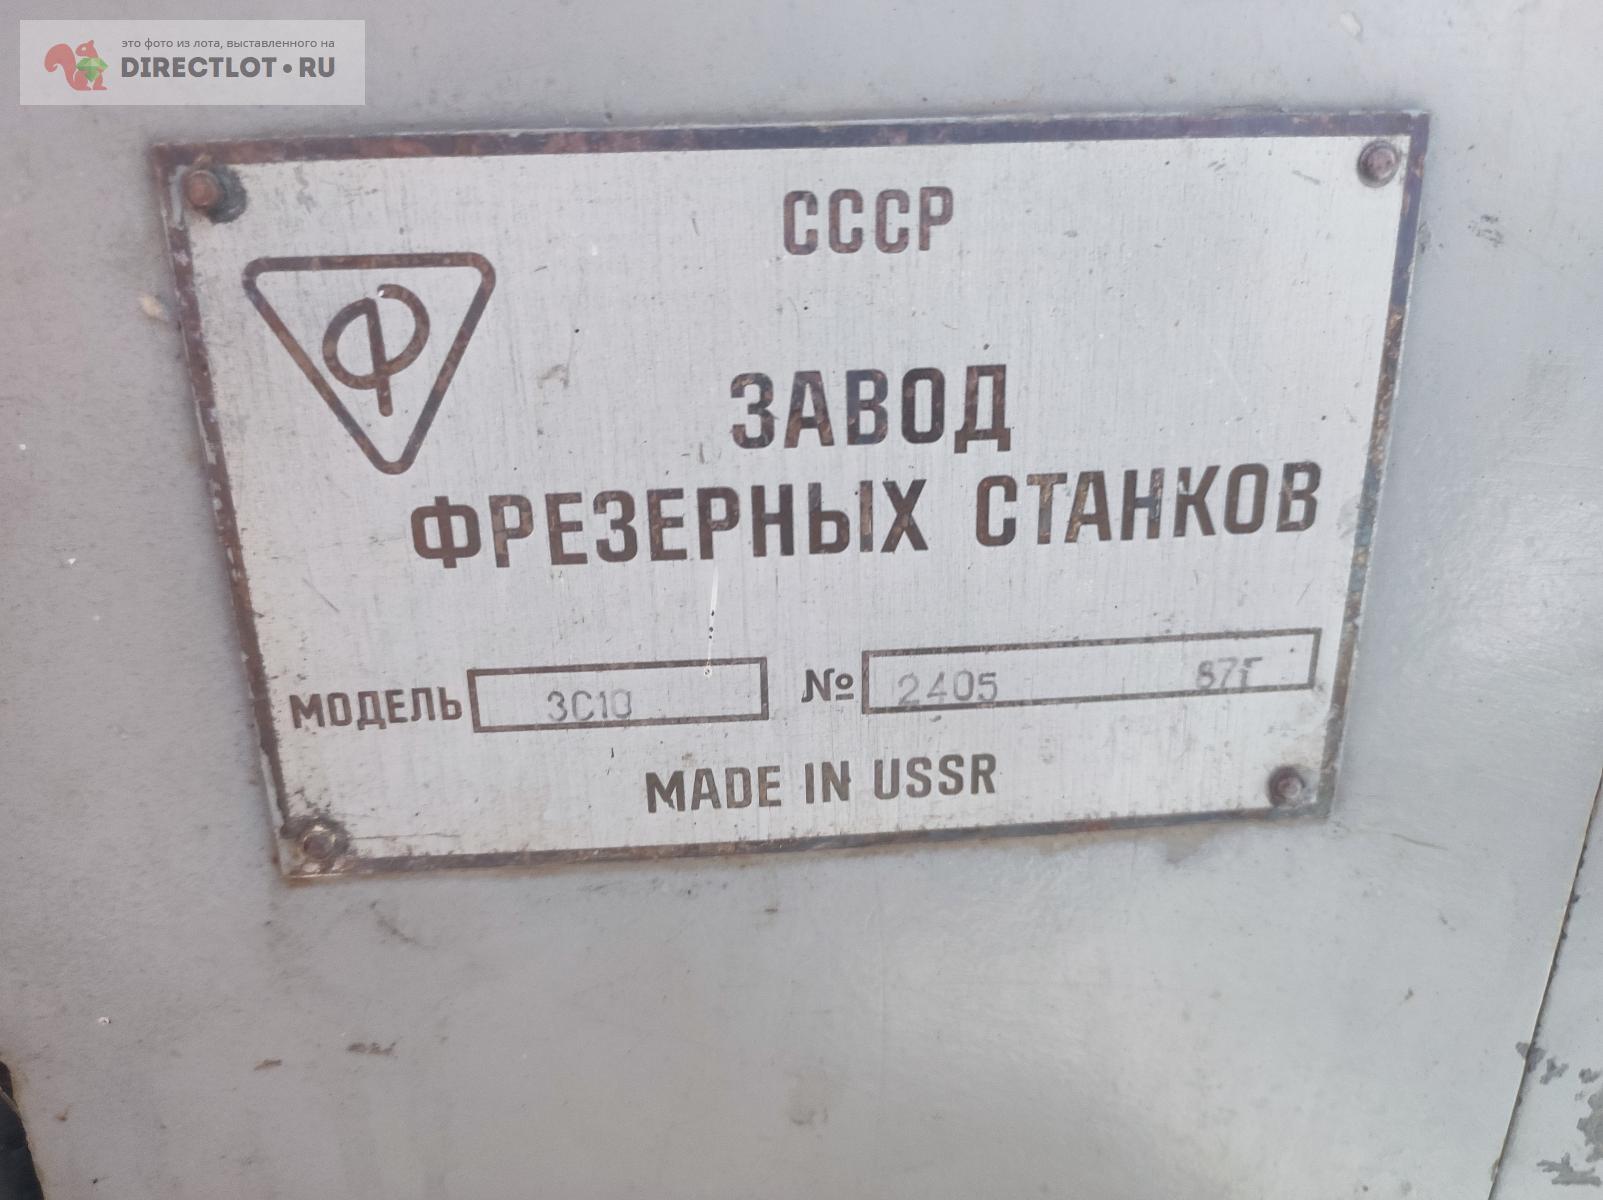 это фото из лота, выставленного на
DIRECTLOT•RU
СССР
Ф
ЗАВОД
ФРЕЗЕРНЫХ СТАНКОВ
МОДЕЛЬ 3С10 № 2405 87г
MADE IN USSR